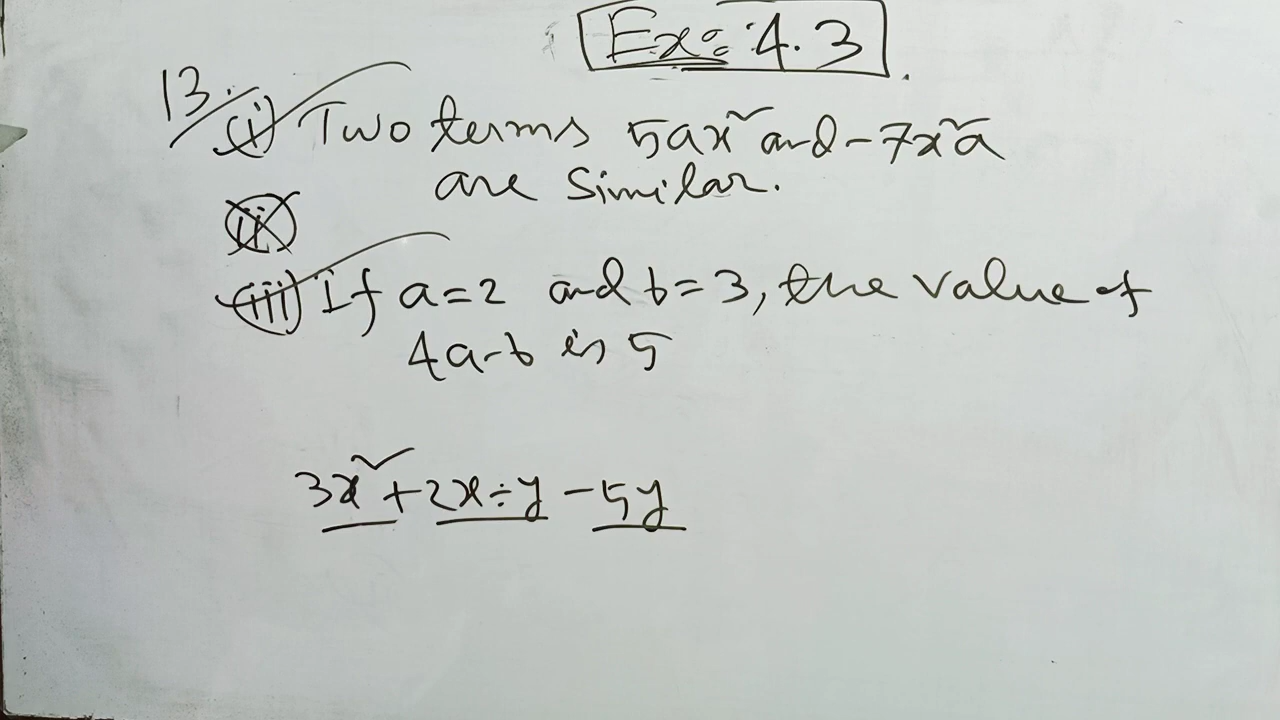 Ex: 4.3
13. (i) Two terms 5ax² and -7x²a
are Similar.
ii
(iii) If a=2 and b=3, the value of
4a-b is 5
3x² + 2x÷y - 5y